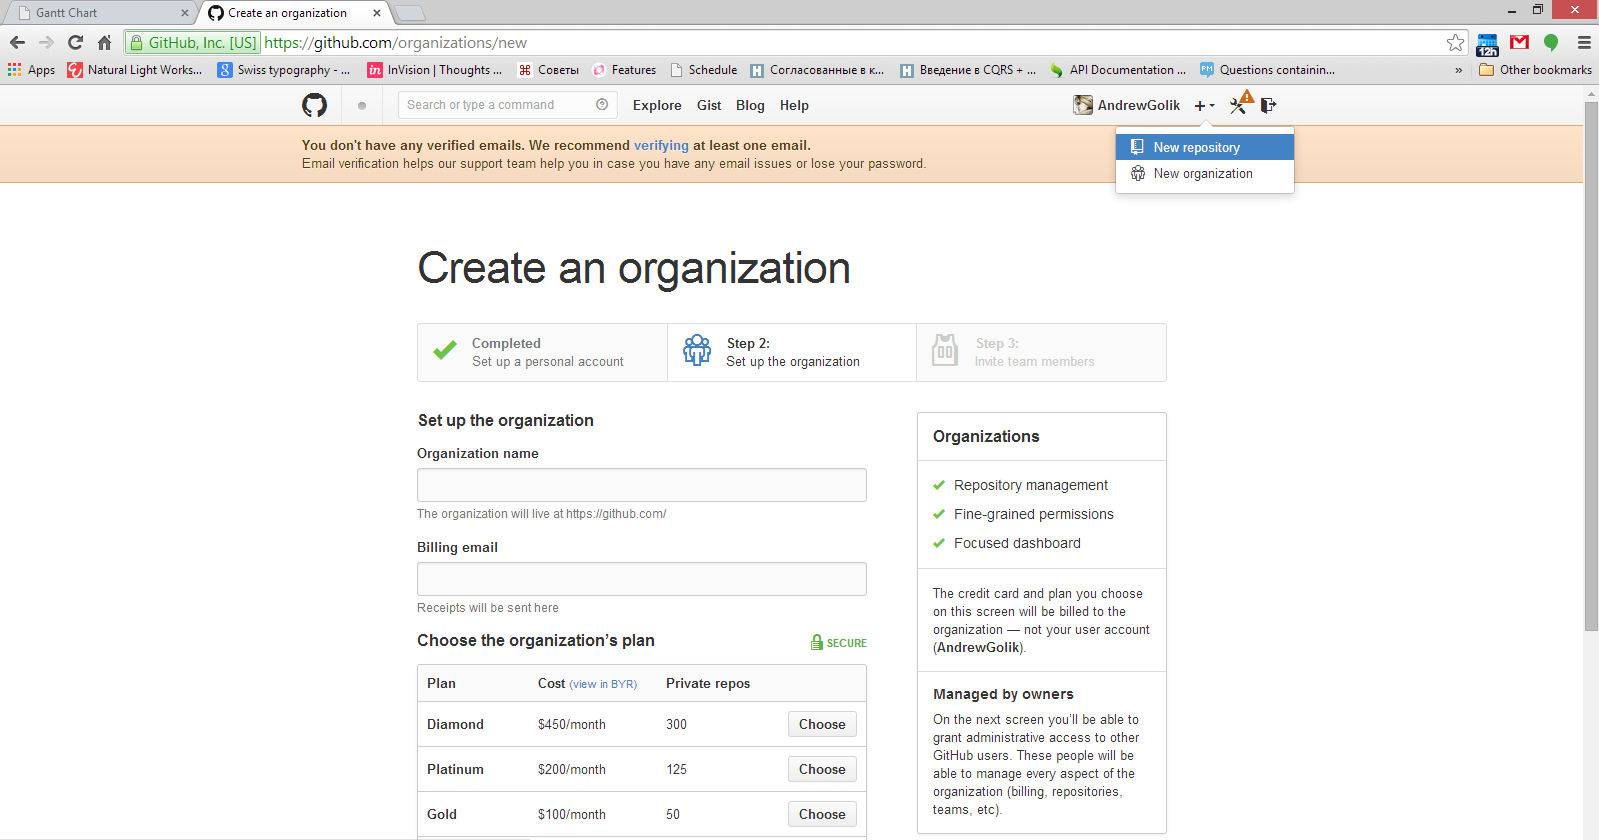 Gantt Chart
Create an organization
GitHub, Inc. [US] https://github.com/organizations/new
12h
Apps
Natural Light Works...
Swiss typography - ...
in InVision | Thoughts ...
Советы
Features
Schedule
H Согласованные в к...
H Введение в CQRS + ...
API Documentation ...
PM Questions containin...
»
Other bookmarks
Search or type a command
Explore Gist Blog Help
AndrewGolik
You don't have any verified emails. We recommend verifying at least one email.
Email verification helps our support team help you in case you have any email issues or lose your password.
New repository
New organization
Create an organization
Completed
Set up a personal account
Step 2:
Set up the organization
Step 3:
Invite team members
Set up the organization
Organization name
The organization will live at https://github.com/
Billing email
Receipts will be sent here
Choose the organization’s plan
SECURE
Plan Cost (view in BYR) Private repos
Diamond $450/month 300 Choose
Platinum $200/month 125 Choose
Gold $100/month 50 Choose
Organizations
Repository management
Fine-grained permissions
Focused dashboard
The credit card and plan you choose
on this screen will be billed to the
organization — not your user account
(AndrewGolik).
Managed by owners
On the next screen you’ll be able to
grant administrative access to other
GitHub users. These people will be
able to manage every aspect of the
organization (billing, repositories,
teams, etc).